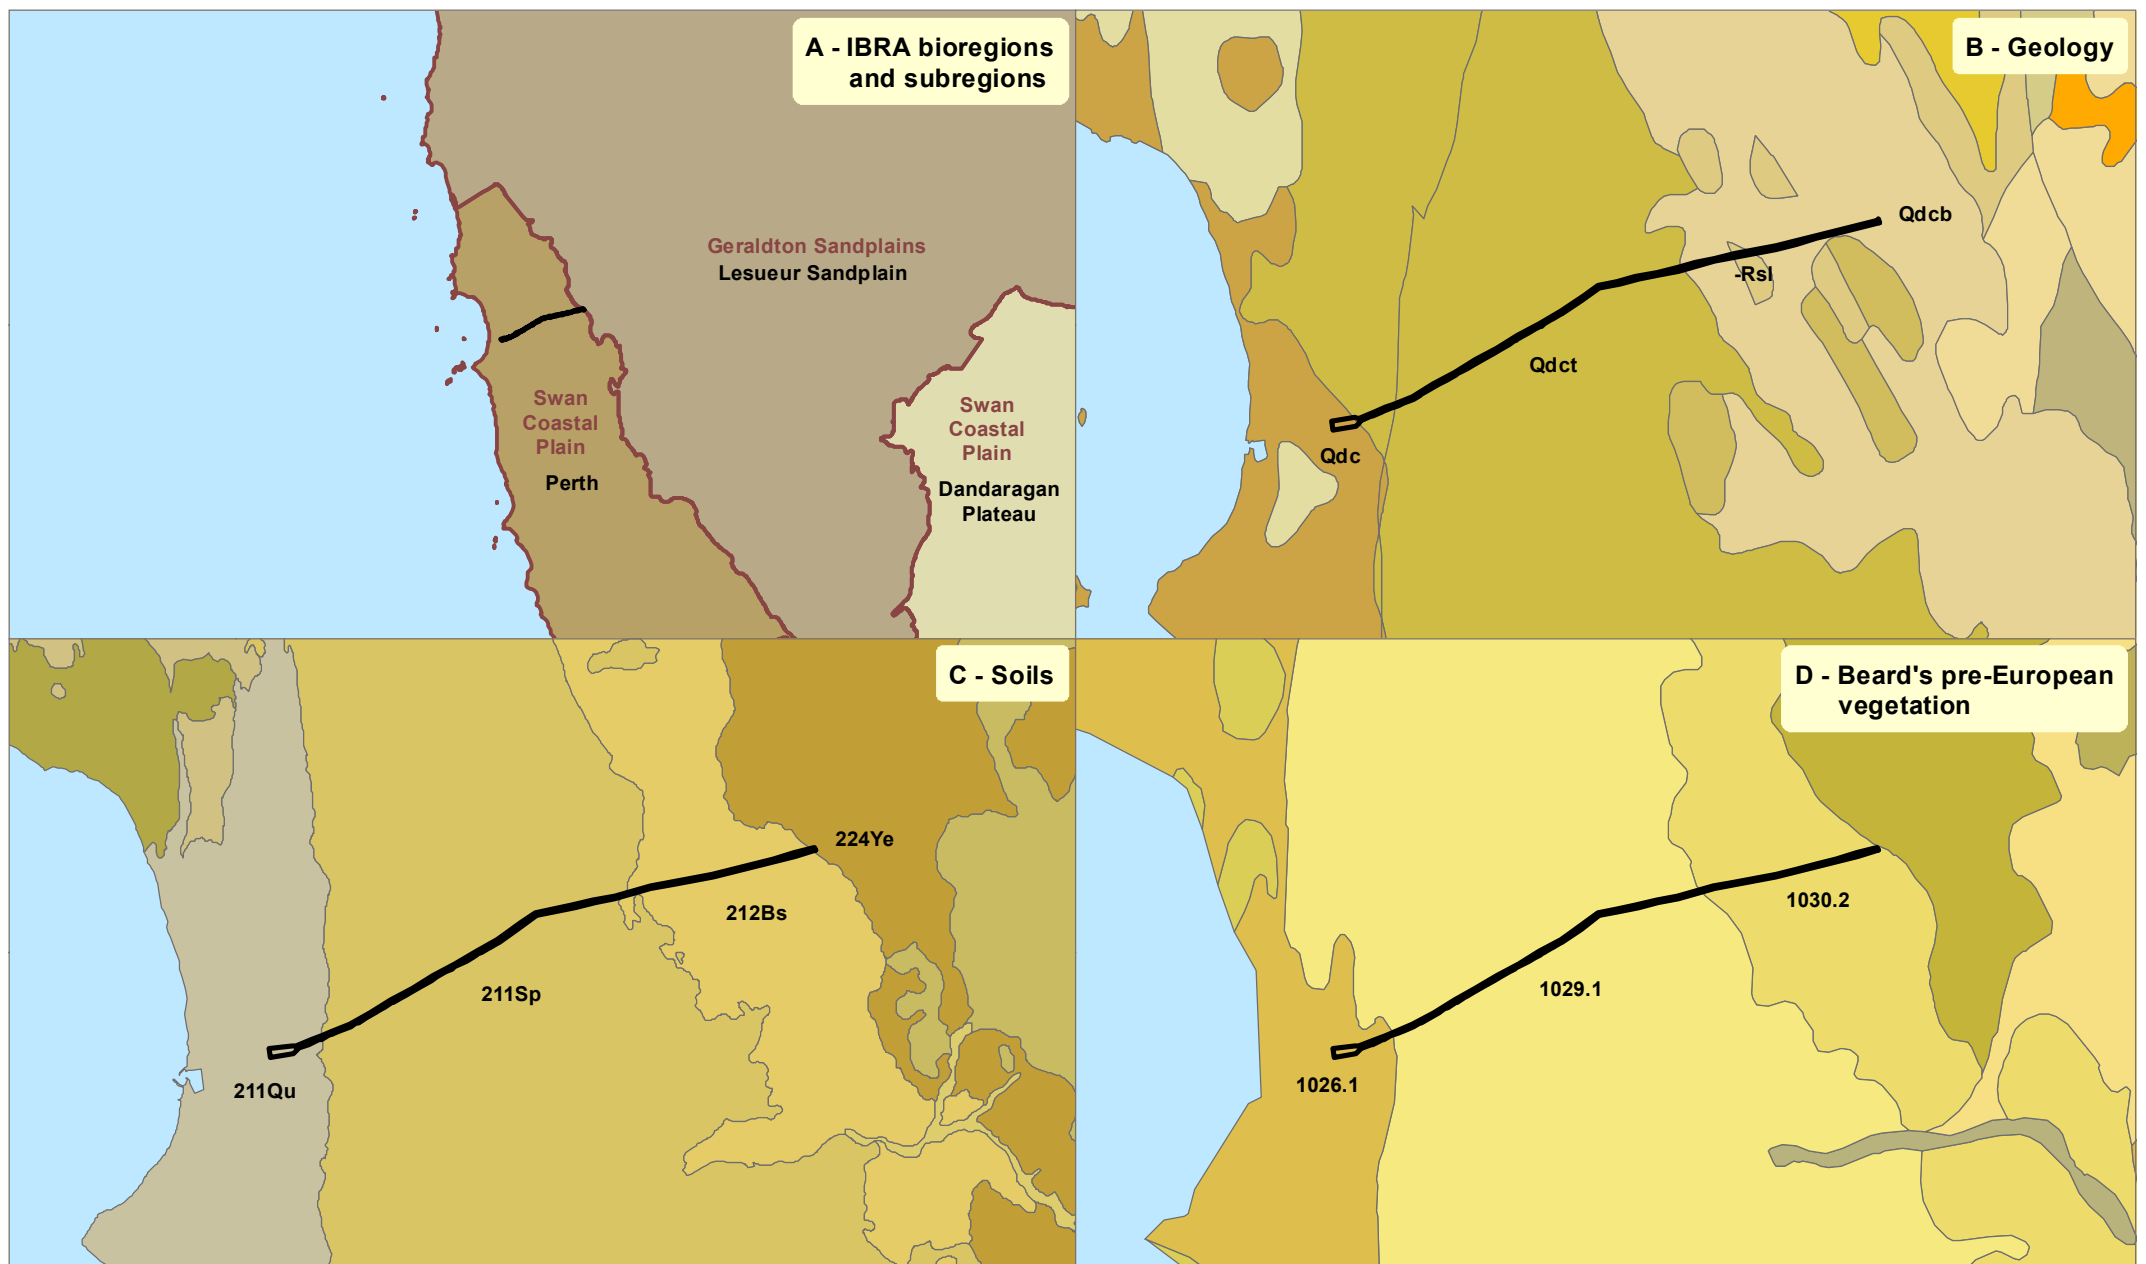 A - IBRA bioregions
and subregions
Geraldton Sandplains
Lesueur Sandplain
Swan
Coastal
Plain
Perth
Swan
Coastal
Plain
Dandaragan
Plateau
B - Geology
Qdcb
-Rsl
Qdct
Qdc
C - Soils
224Ye
212Bs
211Sp
211Qu
D - Beard's pre-European
vegetation
1030.2
1029.1
1026.1